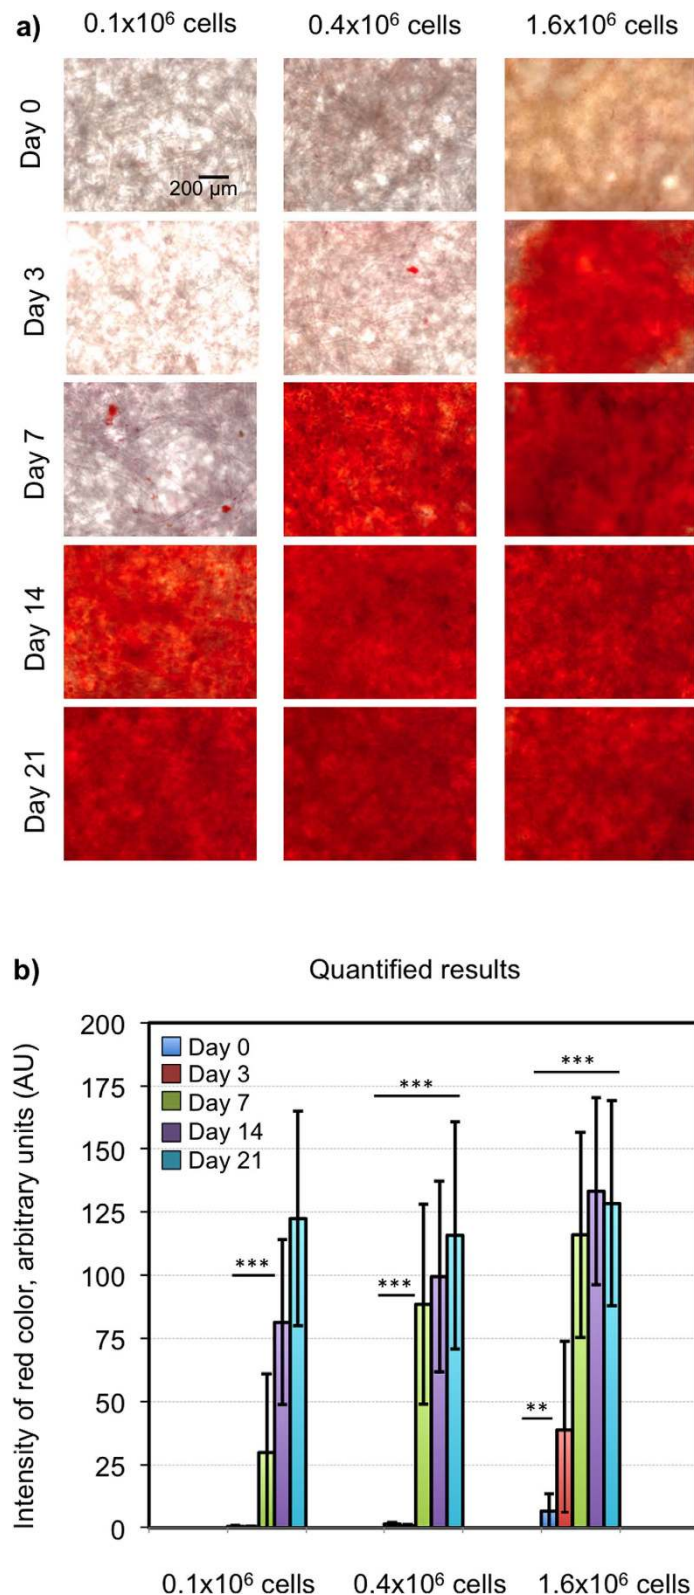 a)
0.1x10⁶ cells 0.4x10⁶ cells 1.6x10⁶ cells
Day 0
200 µm
Day 3
Day 7
Day 14
Day 21
b)
Quantified results
Intensity of red color, arbitrary units (AU)
200
175
150
125
100
75
50
25
0
Day 0
Day 3
Day 7
Day 14
Day 21
***
***
***
***
**
0.1x10⁶ cells 0.4x10⁶ cells 1.6x10⁶ cells